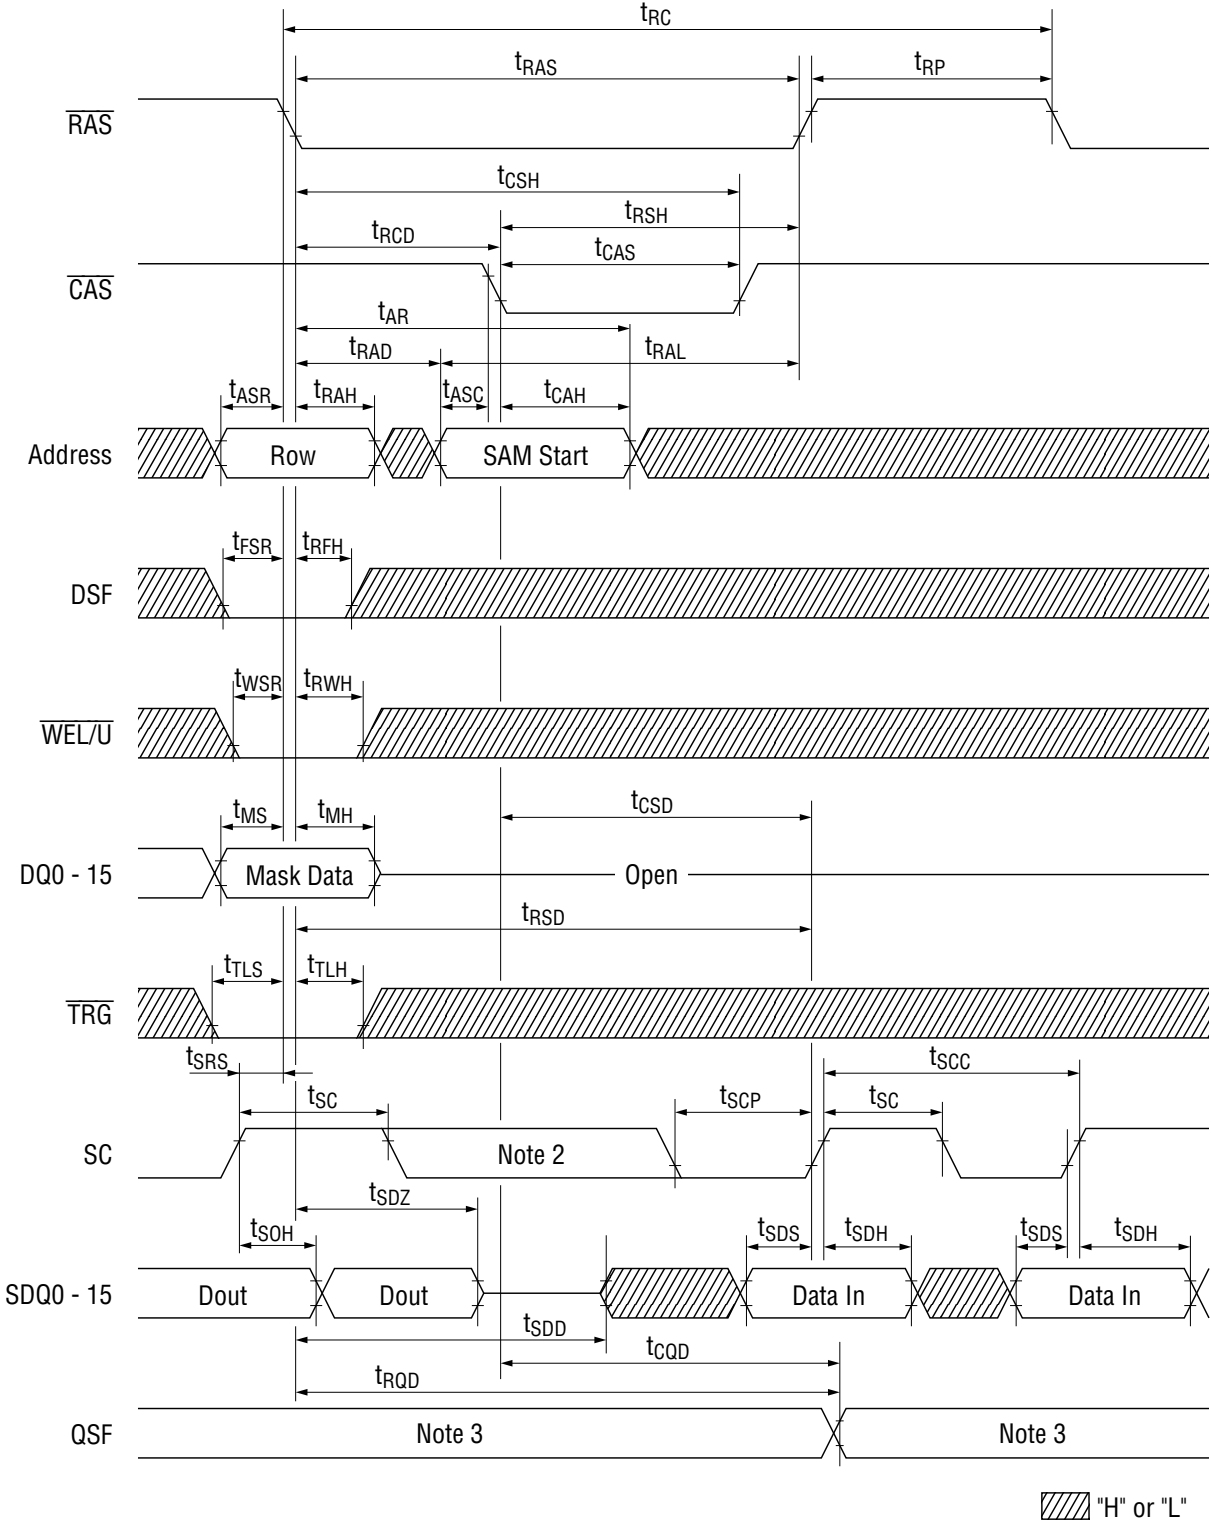 tRC
tRAS tRP
RAS
tCSH
tRSH
tRCD tCAS
CAS
tAR
tRAD tRAL
tASR tRAH tASC tCAH
Address Row SAM Start
tFSR tRFH
DSF
tWSR tRWH
WEL/U
tCSD
tMS tMH
DQ0 - 15 Mask Data Open
tRSD
tTLS tTLH
TRG
tSRS tSCC
tSC tSCP tSC
SC Note 2
tSDZ
tSOH tSDS tSDH tSDS tSDH
SDQ0 - 15 Dout Dout Data In Data In
tSDD
tCQD
tRQD
QSF Note 3 Note 3
"H" or "L"